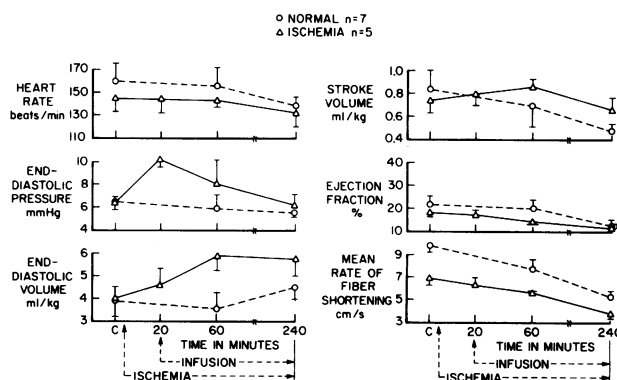 ○ NORMAL n=7
△ ISCHEMIA n=5
HEART
RATE
beats/min
170
150
130
110
END-
DIASTOLIC
PRESSURE
mmHg
10
8
6
END-
DIASTOLIC
VOLUME
ml/kg
6
5
4
3
C 20 60 240
TIME IN MINUTES
INFUSION
ISCHEMIA
STROKE
VOLUME
ml/kg
1.0
0.8
0.6
0.4
EJECTION
FRACTION
%
40
30
20
10
MEAN
RATE OF
FIBER
SHORTENING
cm/s
9
7
5
3
C 20 60 240
TIME IN MINUTES
INFUSION
ISCHEMIA